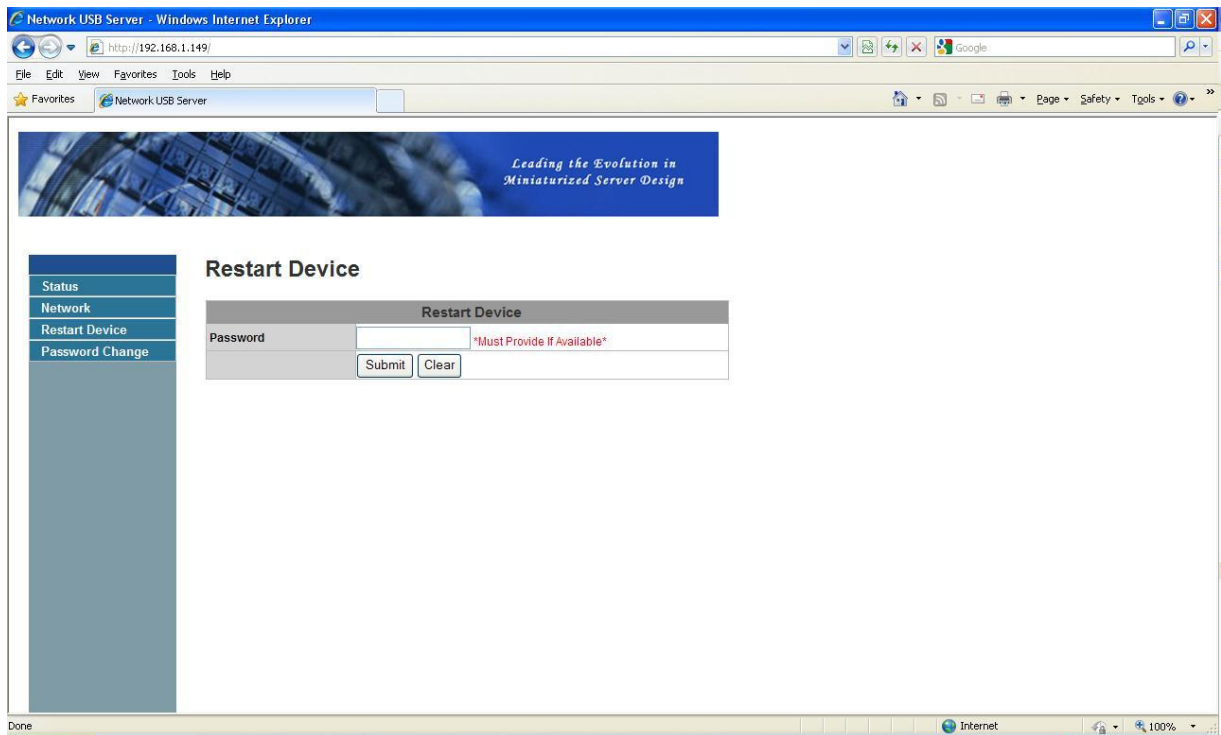 Network USB Server - Windows Internet Explorer
http://192.168.1.149/
Google
File Edit View Favorites Tools Help
Favorites
Network USB Server
Page Safety Tools
Leading the Evolution in
Miniaturized Server Design
Status
Network
Restart Device
Password Change
Restart Device
Restart Device
Password
*Must Provide If Available*
Submit Clear
Done
Internet
100%